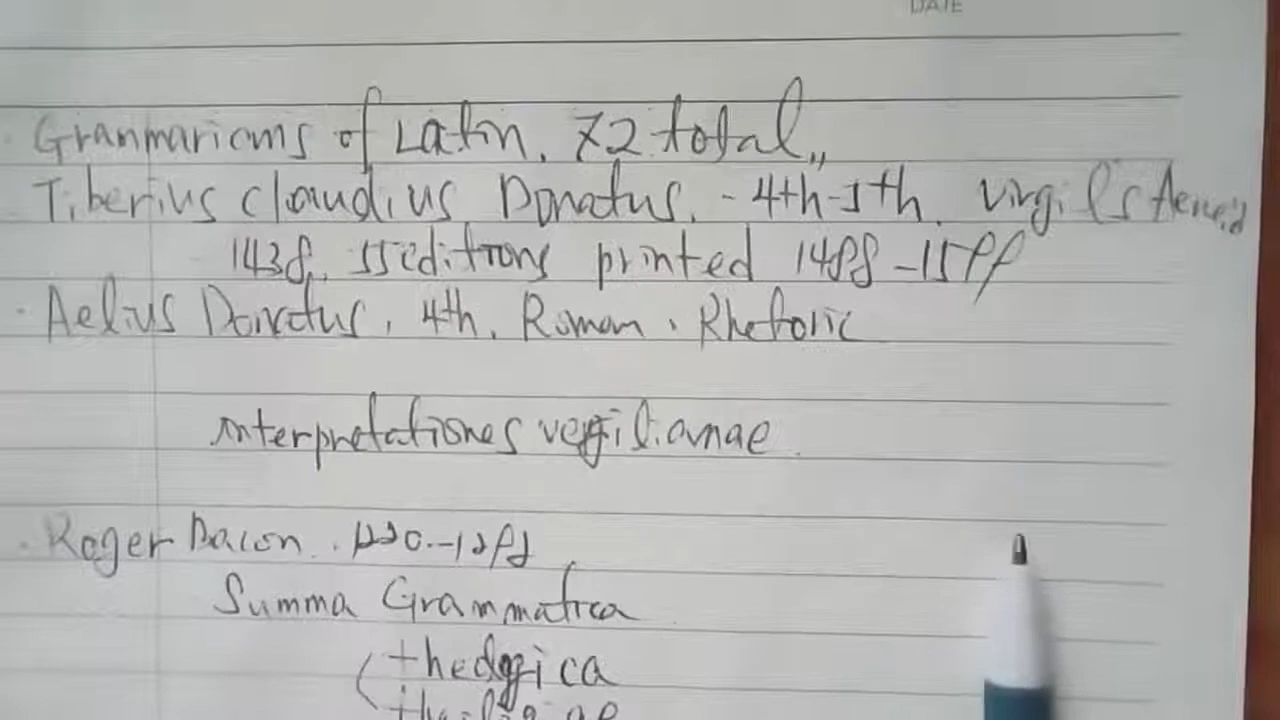 DATE
Grammarians of Latin. 72 total,,
Tiberius Claudius Donatus. - 4th-5th. Virgil's Aeneid
1438, 55 editions printed 1488-1599
Aelius Donatus, 4th. Roman, Rhetoric
Interpretationes vergilianae.
Roger Bacon. 1220.-1292
Summa Grammatica
(theologica